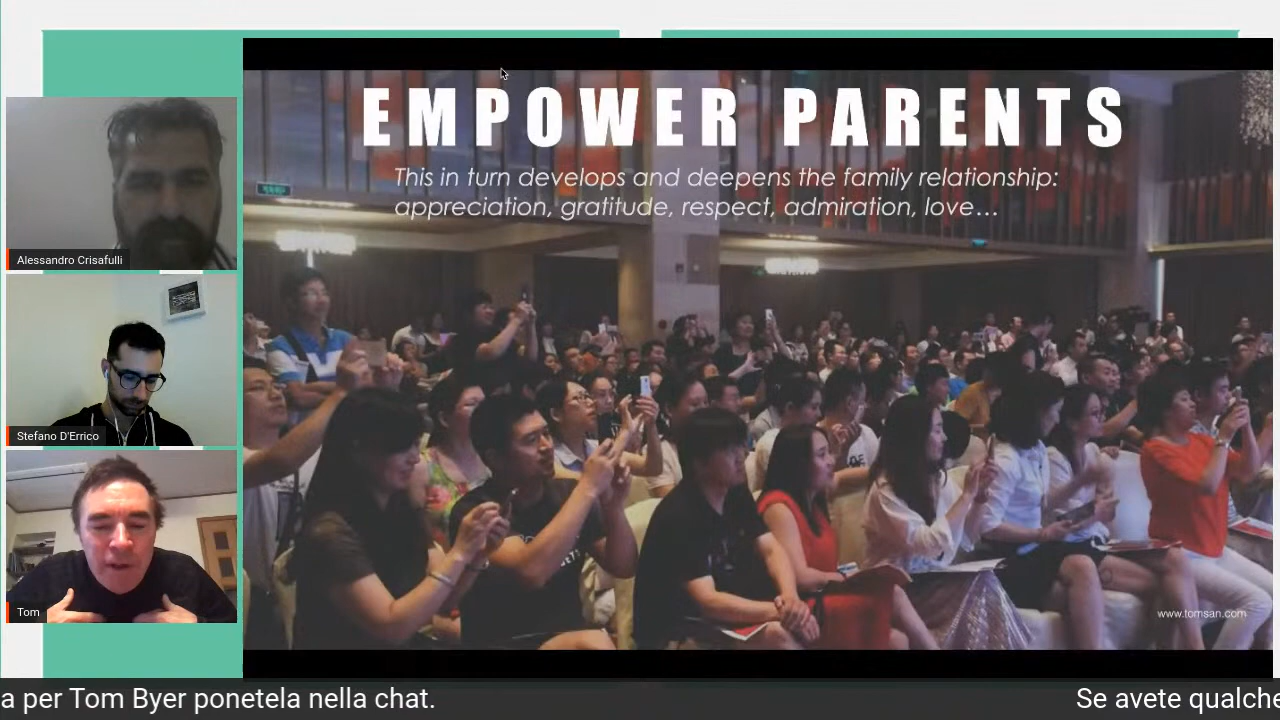 EMPOWER PARENTS
This in turn develops and deepens the family relationship:
appreciation, gratitude, respect, admiration, love...
Alessandro Crisafulli
Stefano D'Errico
Tom
www.tomsan.com
a per Tom Byer ponetela nella chat.
Se avete qualche